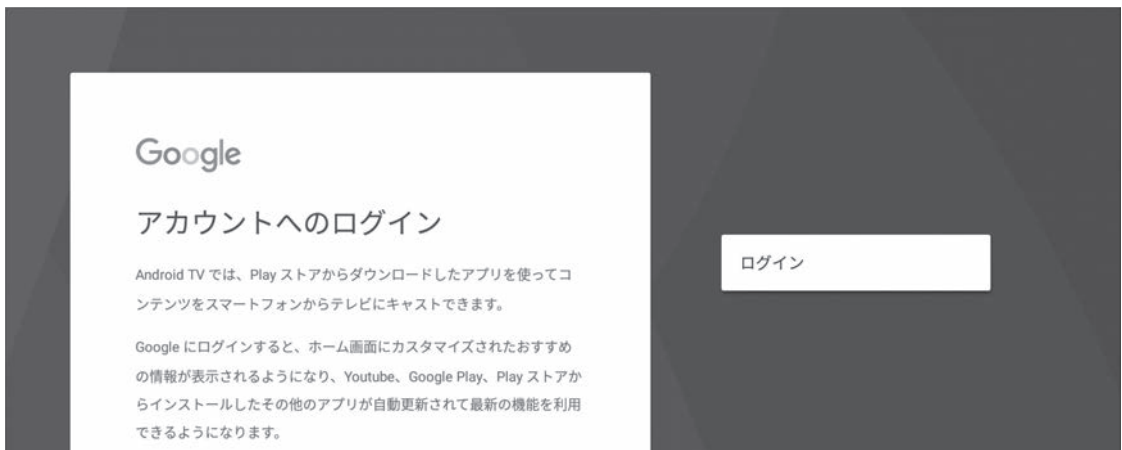 Google
アカウントへのログイン
Android TV では、Play ストアからダウンロードしたアプリを使ってコ
ンテンツをスマートフォンからテレビにキャストできます。
Google にログインすると、ホーム画面にカスタマイズされたおすすめ
の情報が表示されるようになり、Youtube、Google Play、Play ストアか
らインストールしたその他のアプリが自動更新されて最新の機能を利用
できるようになります。
ログイン